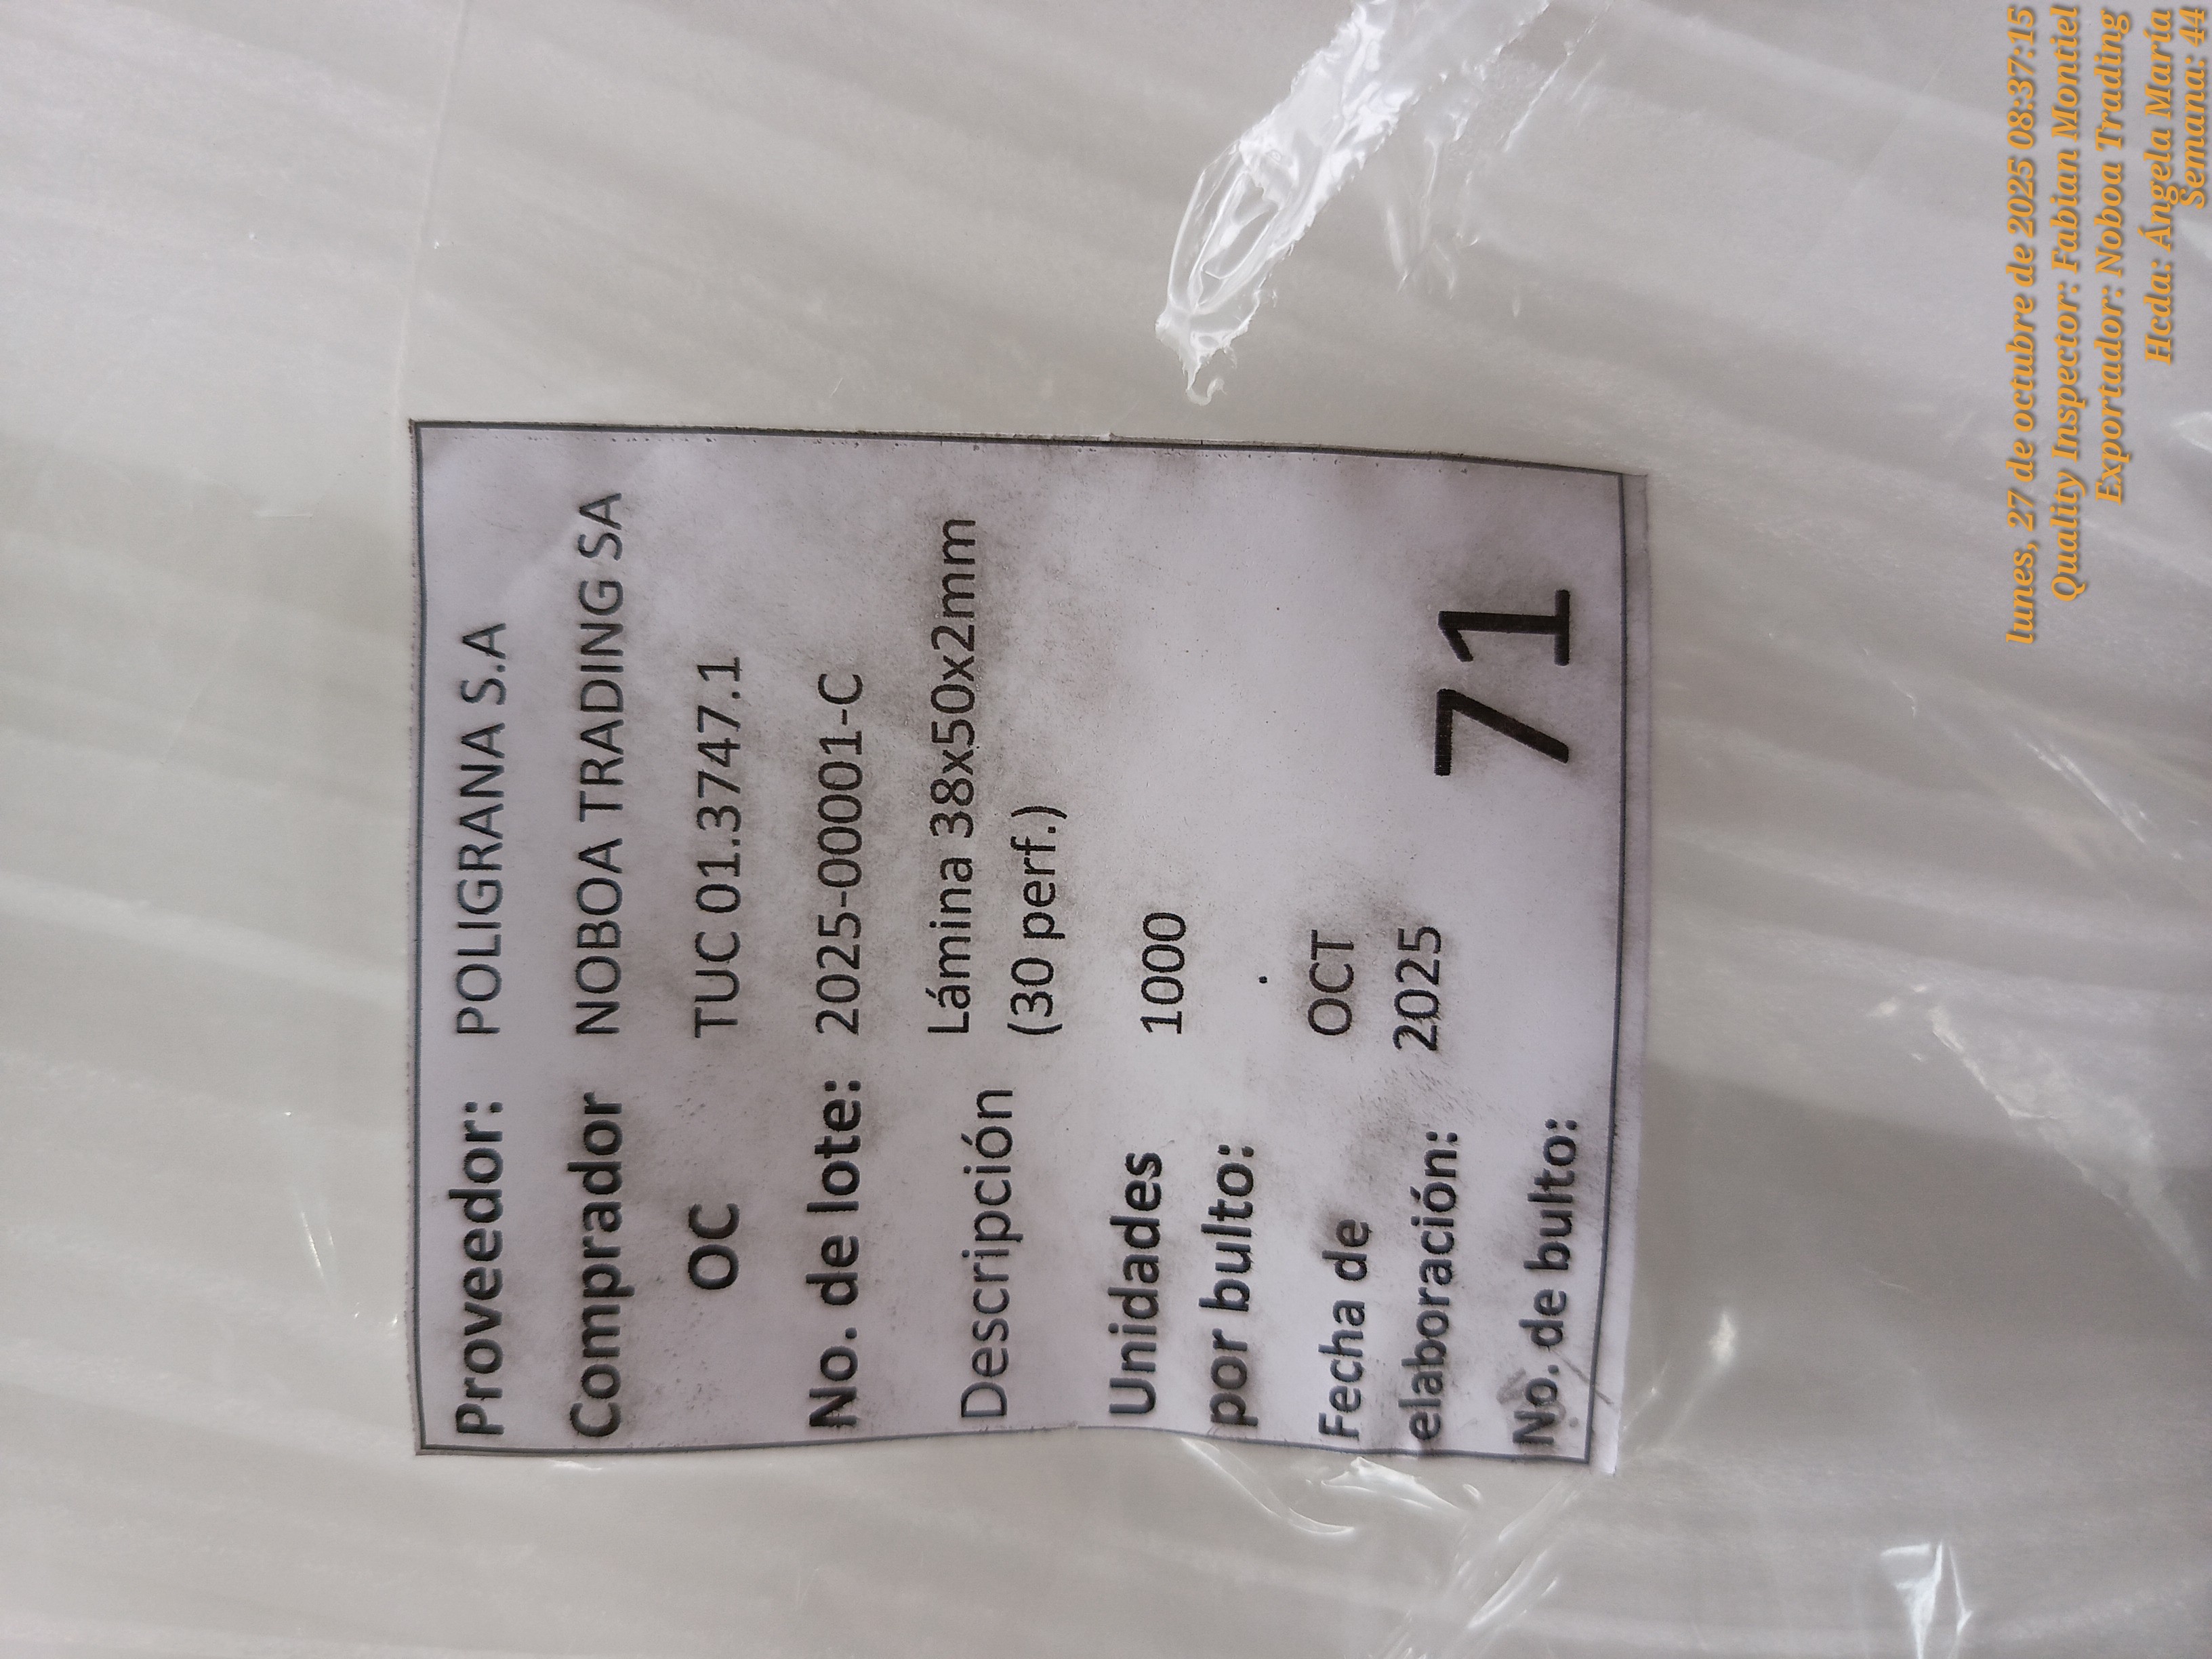 Proveedor: POLIGRANA S.A
Comprador NOBOA TRADING SA
OC TUC 01.3747.1
No. de lote: 2025-00001-C
Descripción Lámina 38x50x2mm
(30 perf.)
Unidades
por bulto: 1000
.
Fecha de OCT
elaboración: 2025
No. de bulto: 71
lunes, 27 de octubre de 2025 08:37:15
Quality Inspector: Fabian Montiel
Exportador: Noboa Trading
Hcda: Ángela María
Semana: 44